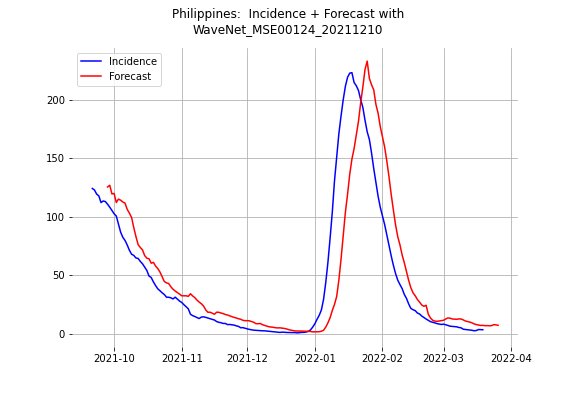 Philippines:  Incidence + Forecast with
WaveNet_MSE00124_20211210
Incidence
Forecast
200
150
100
50
0
2021-10 2021-11 2021-12 2022-01 2022-02 2022-03 2022-04